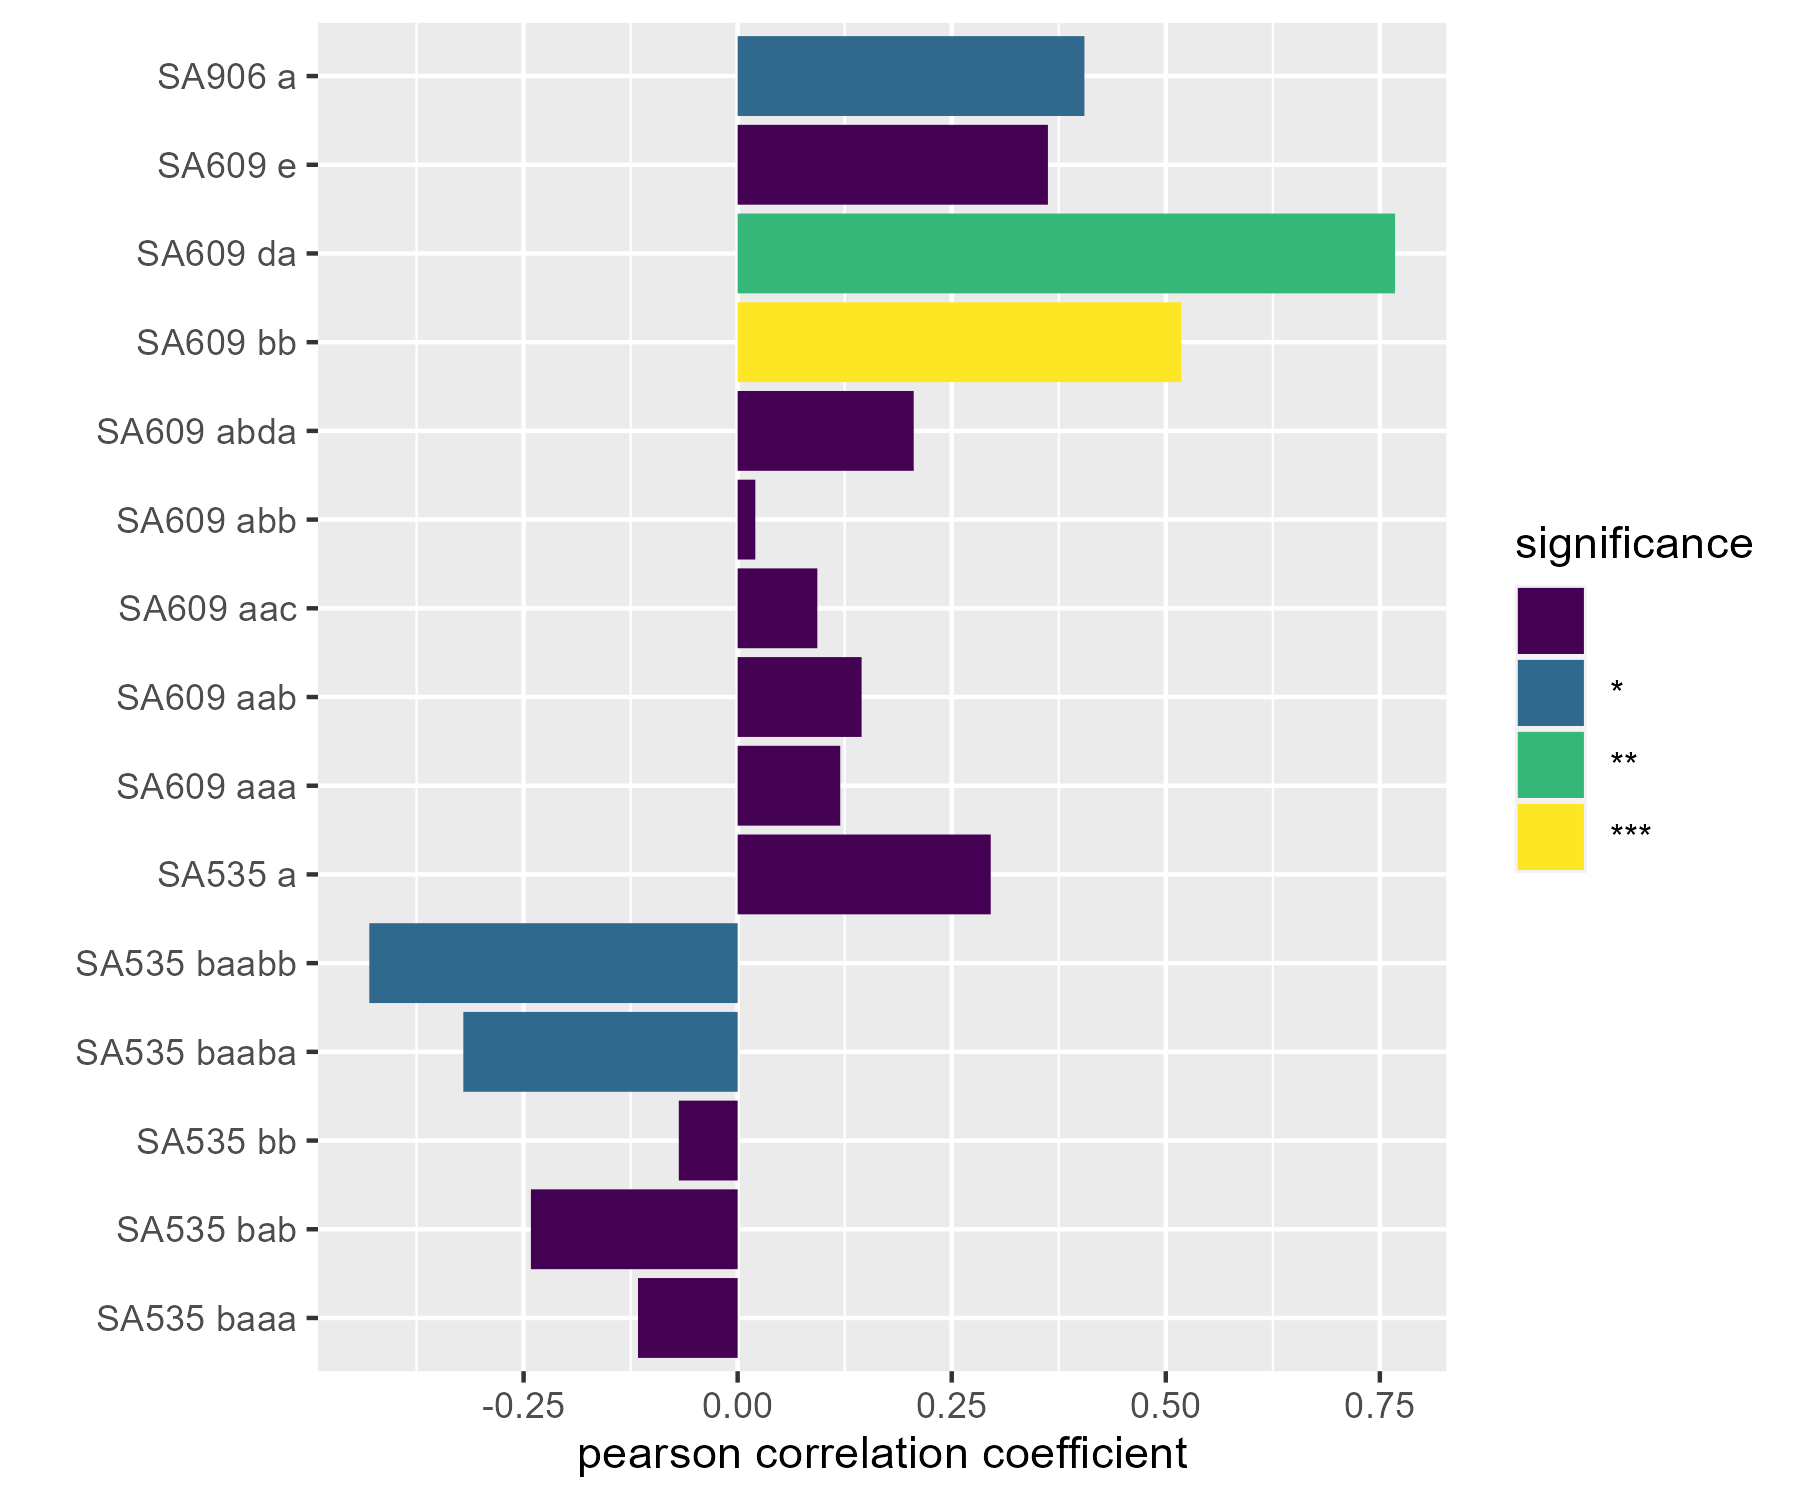 SA906 a
SA609 e
SA609 da
SA609 bb
SA609 abda
SA609 abb
SA609 aac
SA609 aab
SA609 aaa
SA535 a
SA535 baabb
SA535 baaba
SA535 bb
SA535 bab
SA535 baaa
-0.25 0.00 0.25 0.50 0.75
pearson correlation coefficient
significance
*
**
***